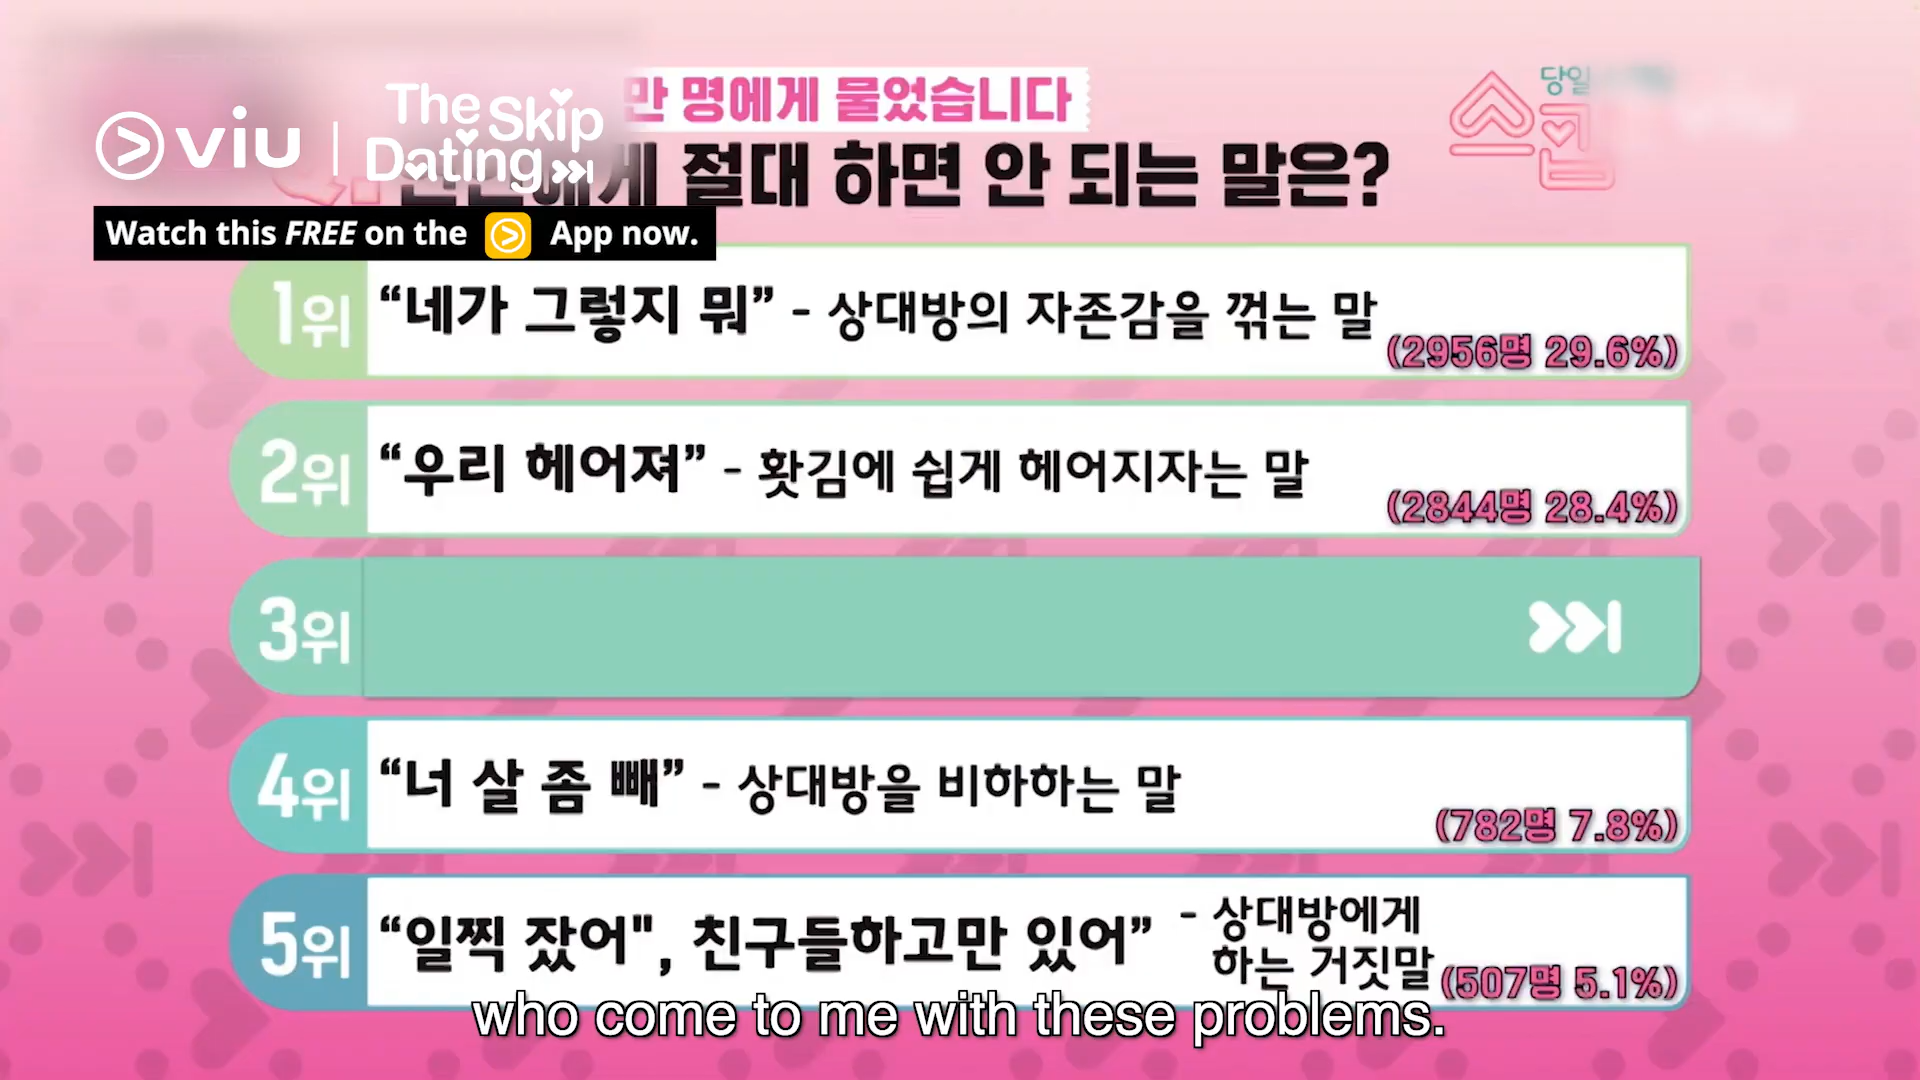 viu
The Skip
Dating
만 명에게 물었습니다
당일
스킵
절대 하면 안 되는 말은?
Watch this FREE on the App now.
1위 “네가 그렇지 뭐” - 상대방의 자존감을 꺾는 말
(2956명 29.6%)
2위 “우리 헤어져” - 홧김에 쉽게 헤어지자는 말
(2844명 28.4%)
3위
4위 “너 살 좀 빼” - 상대방을 비하하는 말
(782명 7.8%)
5위 “일찍 잤어", 친구들하고만 있어” - 상대방에게
하는 거짓말 (507명 5.1%)
who come to me with these problems.